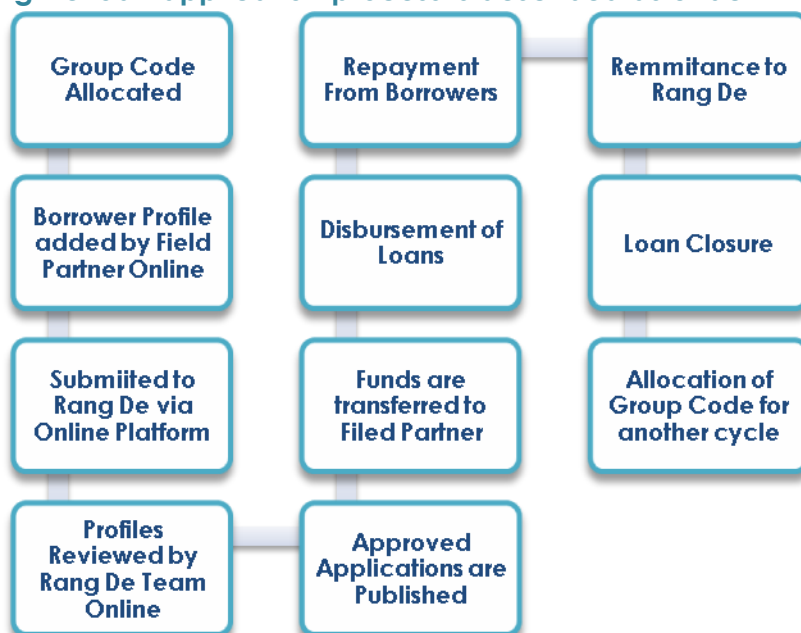 Group Code
Allocated
Borrower Profile
added by Field
Partner Online
Submiited to
Rang De via
Online Platform
Profiles
Reviewed by
Rang De Team
Online
Approved
Applications are
Published
Funds are
transferred to
Filed Partner
Disbursement of
Loans
Repayment
From Borrowers
Remmitance to
Rang De
Loan Closure
Allocation of
Group Code for
another cycle